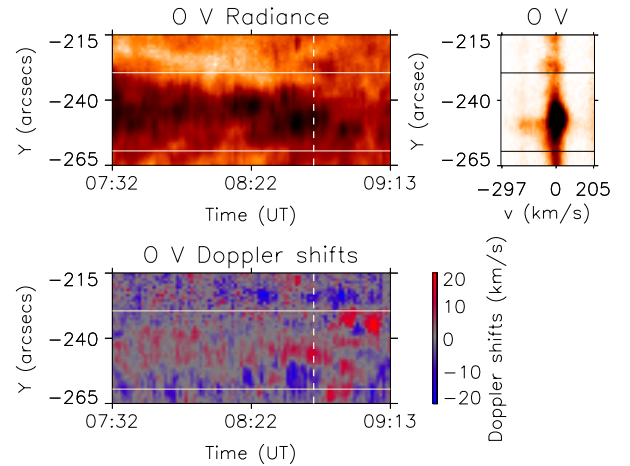 O V Radiance
Y (arcsecs)
-215
-240
-265
07:32 08:22 09:13
Time (UT)
O V
Y (arcsec)
-215
-240
-265
-297 0 205
v (km/s)
O V Doppler shifts
Y (arcsecs)
-215
-240
-265
07:32 08:22 09:13
Time (UT)
20
10
0
-10
-20
Doppler shifts (km/s)